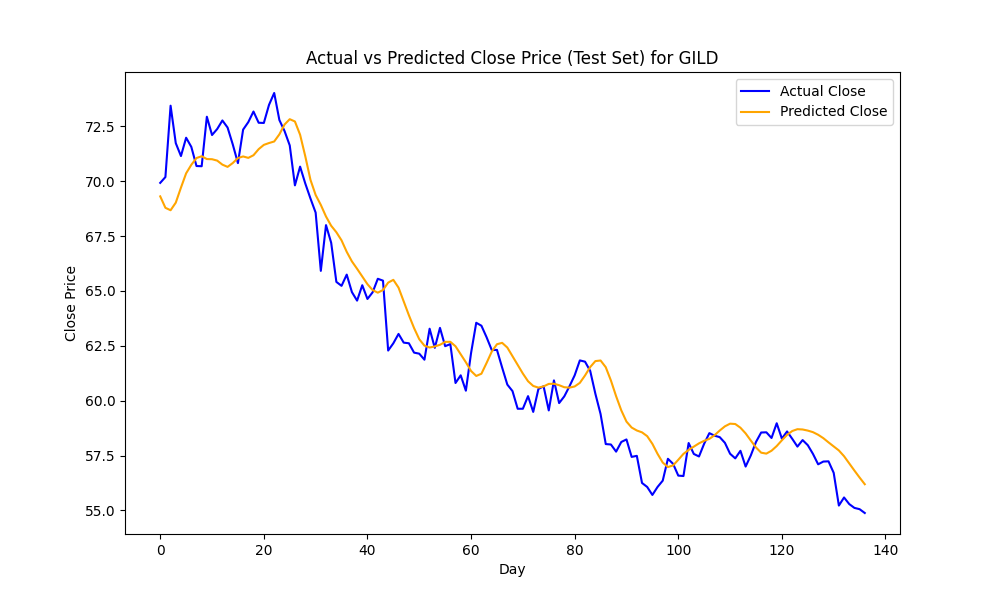 Actual vs Predicted Close Price (Test Set) for GILD
Actual Close
Predicted Close
Close Price
72.5
70.0
67.5
65.0
62.5
60.0
57.5
55.0
0 20 40 60 80 100 120 140
Day